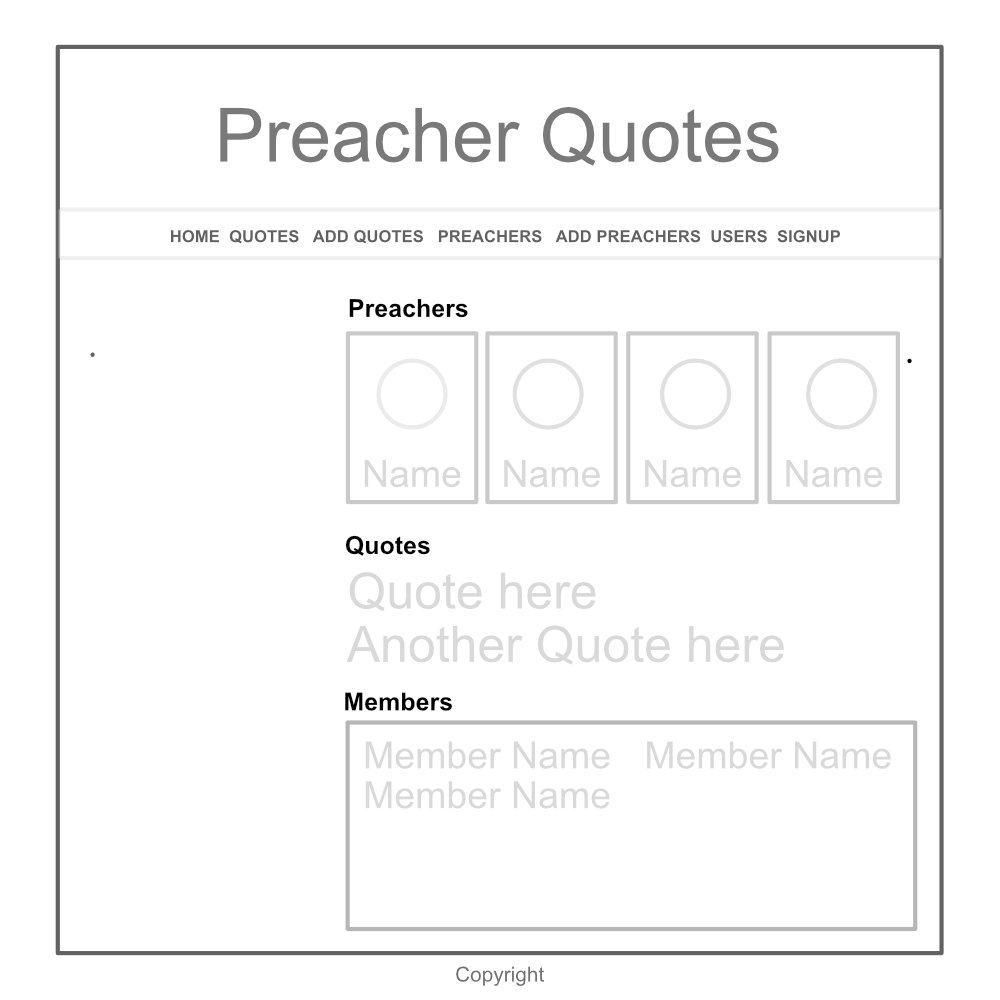 Preacher Quotes
HOME QUOTES ADD QUOTES PREACHERS ADD PREACHERS USERS SIGNUP
Preachers
Name Name Name Name
Quotes
Quote here
Another Quote here
Members
Member Name Member Name
Member Name
Copyright